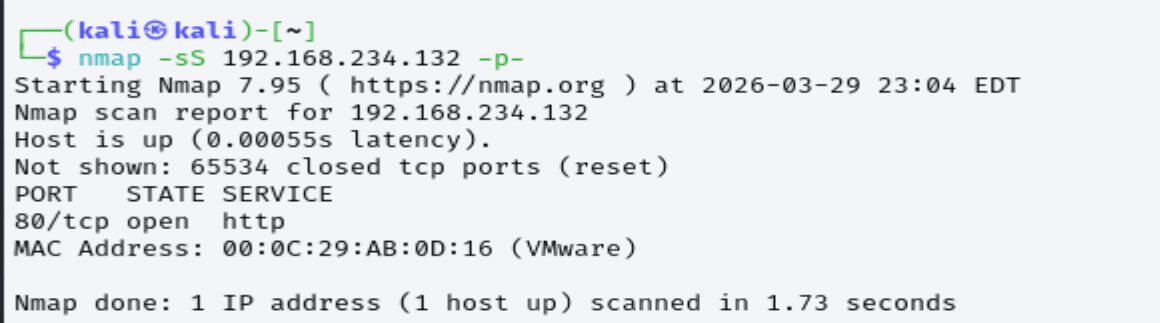 ┌──(kali㉿kali)-[~]
└─$ nmap -sS 192.168.234.132 -p-
Starting Nmap 7.95 ( https://nmap.org ) at 2026-03-29 23:04 EDT
Nmap scan report for 192.168.234.132
Host is up (0.00055s latency).
Not shown: 65534 closed tcp ports (reset)
PORT   STATE SERVICE
80/tcp open  http
MAC Address: 00:0C:29:AB:0D:16 (VMware)

Nmap done: 1 IP address (1 host up) scanned in 1.73 seconds